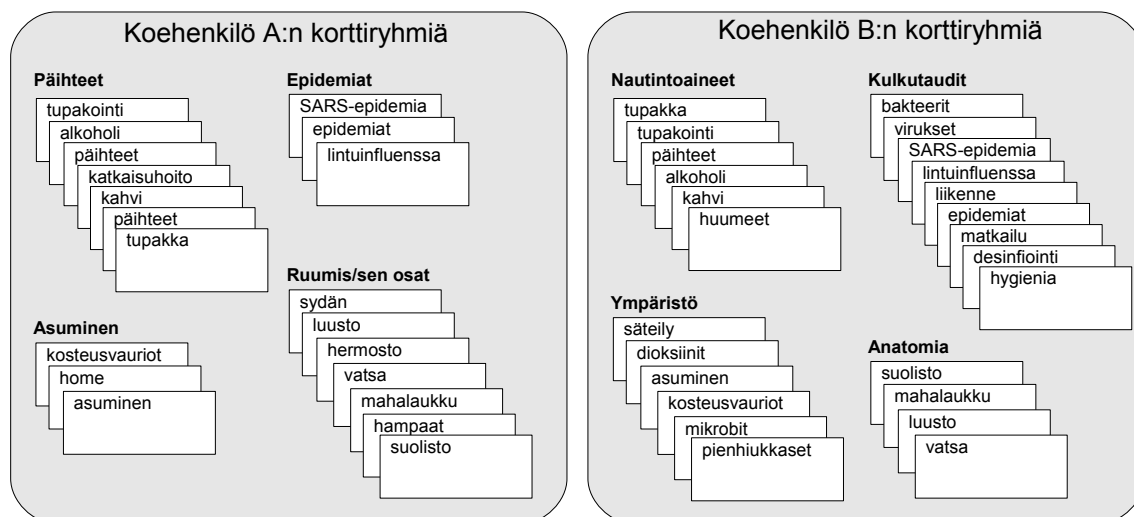 Koehenkilö A:n korttiryhmiä
Päihteet
tupakointi
alkoholi
päihteet
katkaisuhoito
kahvi
päihteet
tupakka
Epidemiat
SARS-epidemia
epidemiat
lintuinfluenssa
Asuminen
kosteusvauriot
home
asuminen
Ruumis/sen osat
sydän
luusto
hermosto
vatsa
mahalaukku
hampaat
suolisto
Koehenkilö B:n korttiryhmiä
Nautintoaineet
tupakka
tupakointi
päihteet
alkoholi
kahvi
huumeet
Kulkutaudit
bakteerit
virukset
SARS-epidemia
lintuinfluenssa
liikenne
epidemiat
matkailu
desinfiointi
hygienia
Ympäristö
säteily
dioksiinit
asuminen
kosteusvauriot
mikrobit
pienhiukkaset
Anatomia
suolisto
mahalaukku
luusto
vatsa